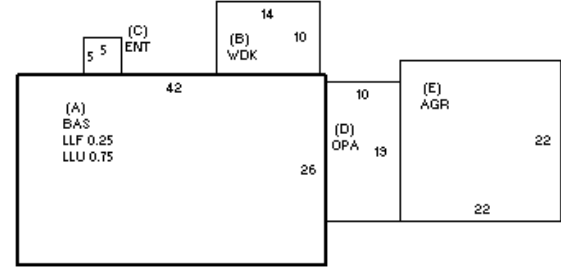 14
(B)
WDK
10
(C)
ENT
5
5
42
(A)
BAS
LLF 0.25
LLU 0.75
26
10
(D)
OPA
19
(E)
AGR
22
22